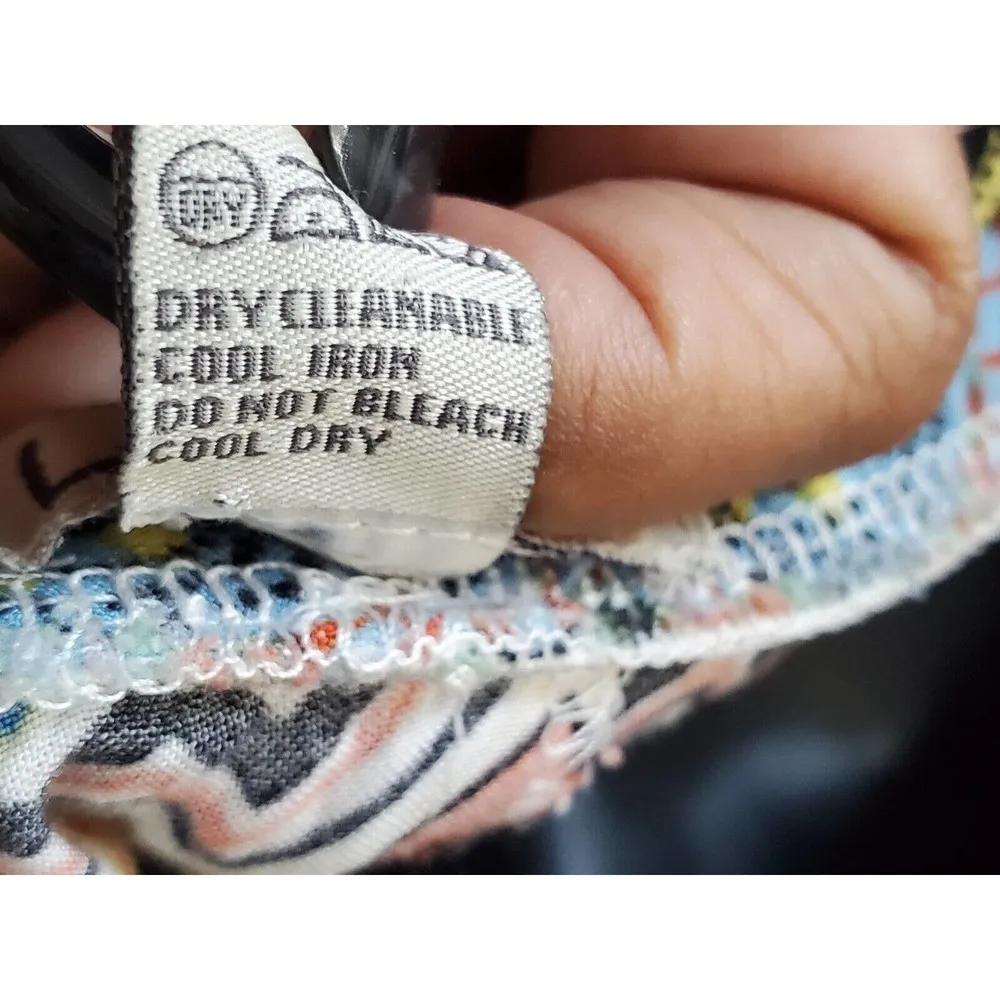 DRY
DRYCLEANABLE
COOL IRON
DO NOT BLEACH
COOL DRY